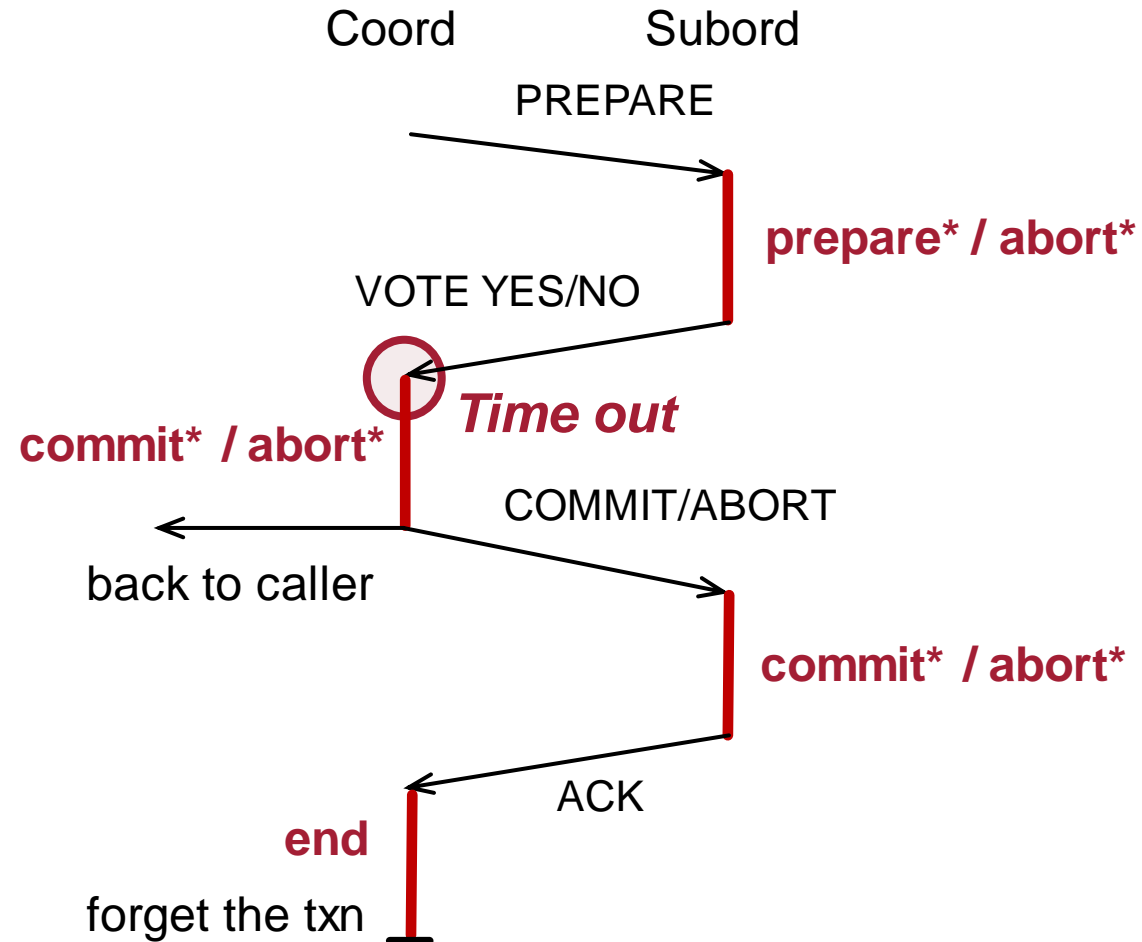 Coord Subord
PREPARE
prepare* / abort*
VOTE YES/NO
Time out
commit* / abort*
COMMIT/ABORT
back to caller
commit* / abort*
ACK
end
forget the txn